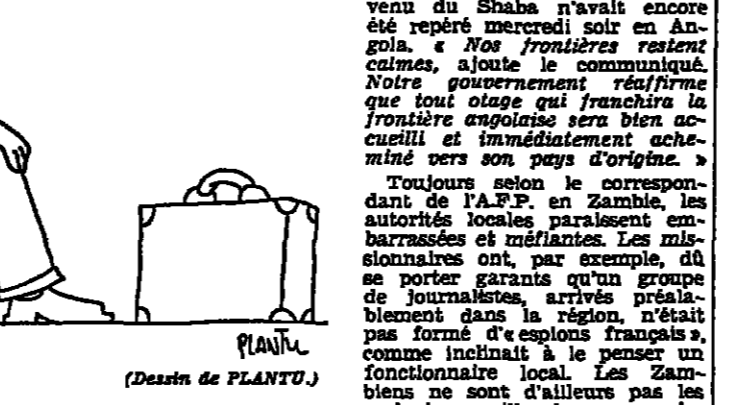 venu du Shaba n'avait encore
été repéré mercredi soir en An-
gola. « Nos frontières restent
calmes, ajoute le communiqué.
Notre gouvernement réaffirme
que tout otage qui franchira la
frontière angolaise sera bien ac-
cueilli et immédiatement ache-
miné vers son pays d'origine. »
Toujours selon le correspon-
dant de l'A.F.P. en Zambie, les
autorités locales paraissent em-
barrassées et méfiantes. Les mis-
sionnaires ont, par exemple, dû
se porter garants qu'un groupe
de journalistes, arrivés préala-
blement dans la région, n'était
pas formé d'« espions français »,
comme inclinait à le penser un
fonctionnaire local. Les Zam-
biens ne sont d'ailleurs pas les
PLANTU
(Dessin de PLANTU.)